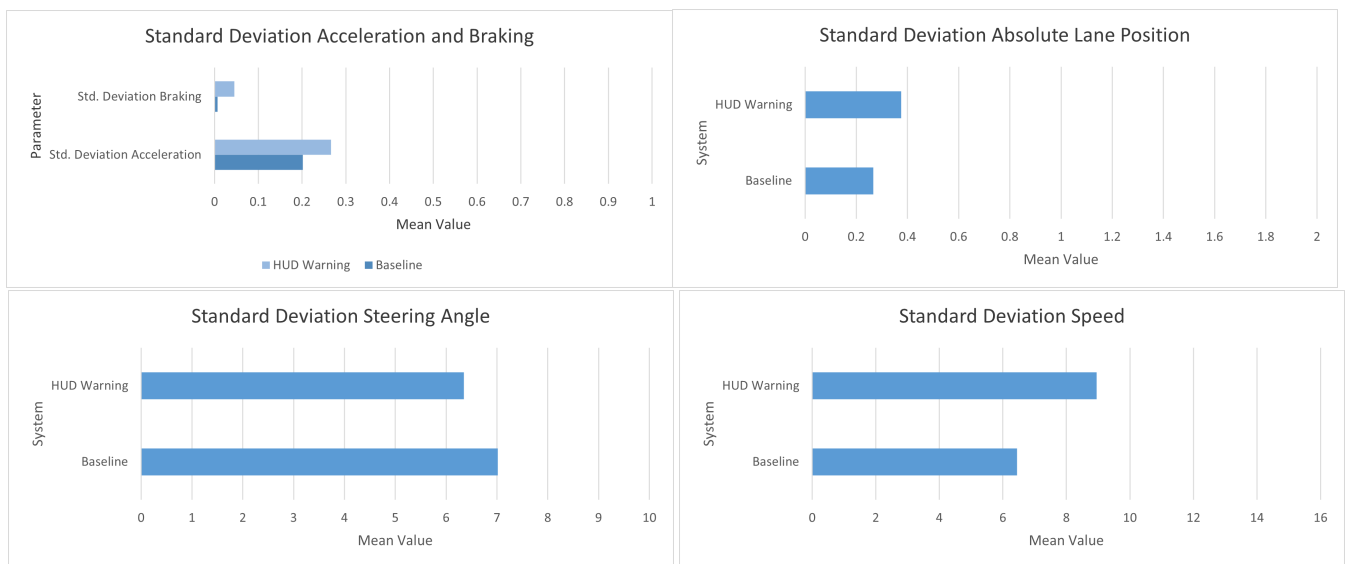 Standard Deviation Acceleration and Braking
Parameter
Std. Deviation Braking
Std. Deviation Acceleration
0 0.1 0.2 0.3 0.4 0.5 0.6 0.7 0.8 0.9 1
Mean Value
HUD Warning Baseline
Standard Deviation Absolute Lane Position
System
HUD Warning
Baseline
0 0.2 0.4 0.6 0.8 1 1.2 1.4 1.6 1.8 2
Mean Value
Standard Deviation Steering Angle
System
HUD Warning
Baseline
0 1 2 3 4 5 6 7 8 9 10
Mean Value
Standard Deviation Speed
System
HUD Warning
Baseline
0 2 4 6 8 10 12 14 16
Mean Value